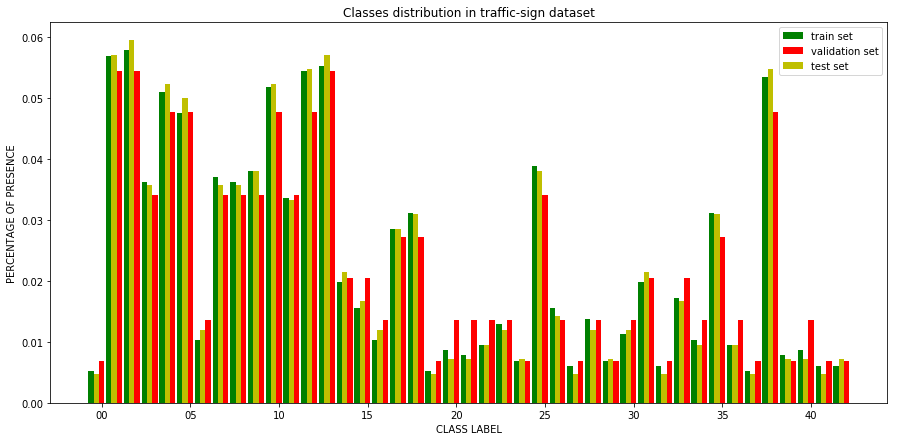 Classes distribution in traffic-sign dataset
train set
validation set
test set
PERCENTAGE OF PRESENCE
0.06
0.05
0.04
0.03
0.02
0.01
0.00
00 05 10 15 20 25 30 35 40
CLASS LABEL